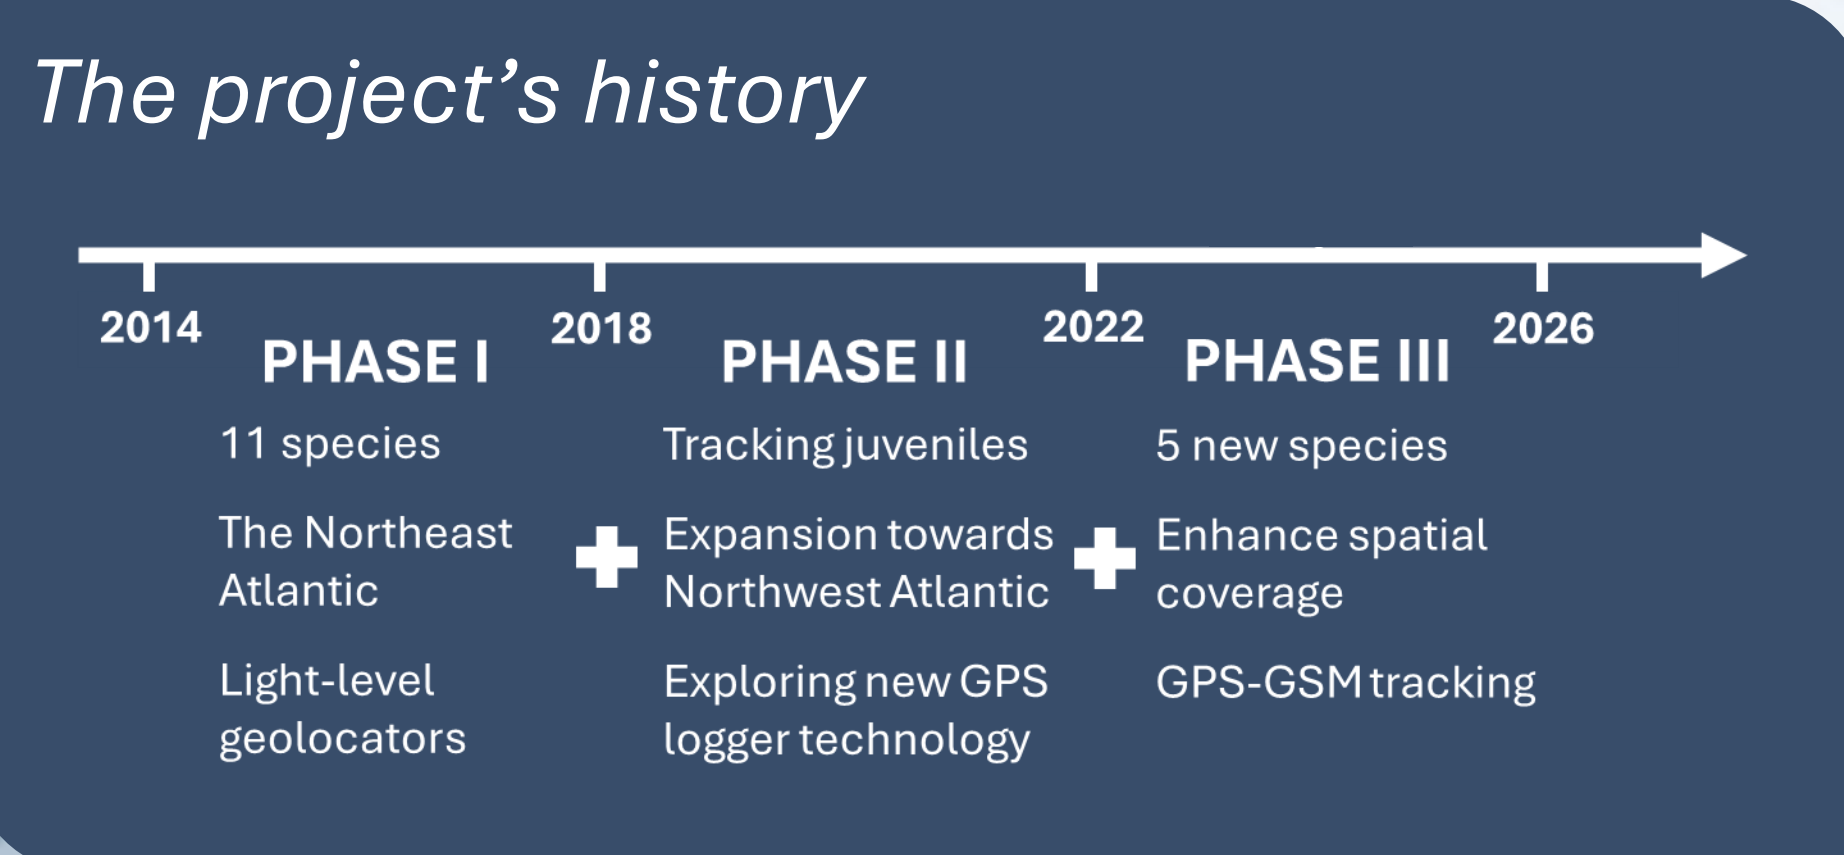 The project’s history
2014
2018
2022
2026
PHASE I
PHASE II
PHASE III
11 species
The Northeast
Atlantic
Light-level
geolocators
Tracking juveniles
Expansion towards
Northwest Atlantic
Exploring new GPS
logger technology
5 new species
Enhance spatial
coverage
GPS-GSM tracking